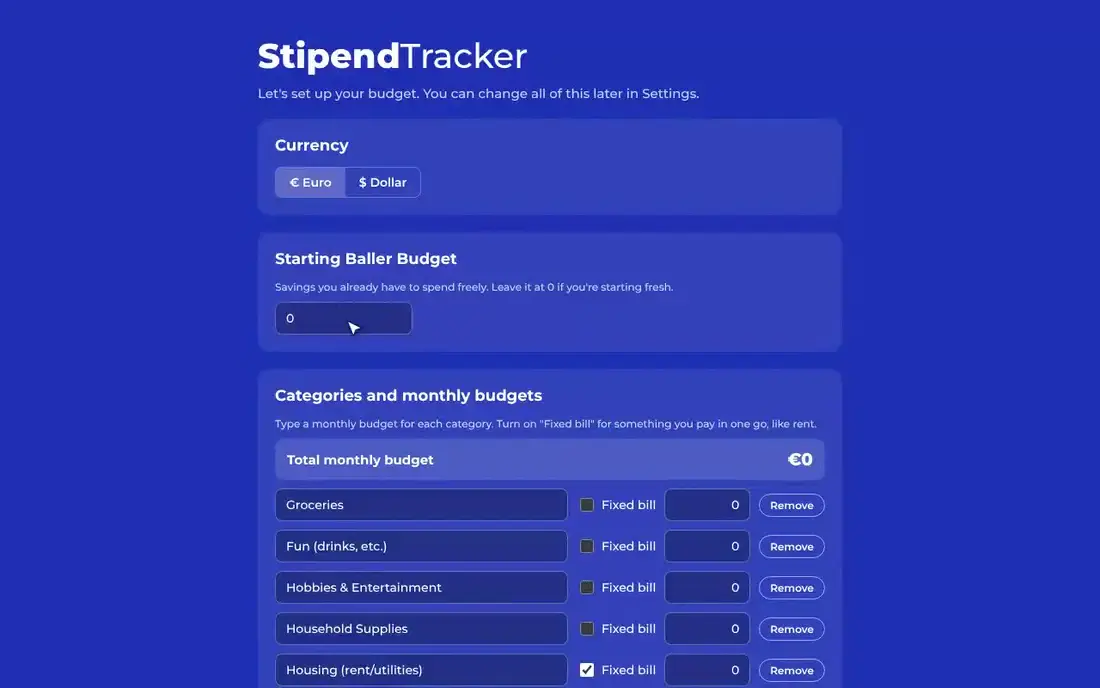 StipendTracker
Let's set up your budget. You can change all of this later in Settings.
Currency
€ Euro $ Dollar
Starting Baller Budget
Savings you already have to spend freely. Leave it at 0 if you're starting fresh.
0
Categories and monthly budgets
Type a monthly budget for each category. Turn on "Fixed bill" for something you pay in one go, like rent.
Total monthly budget €0
Groceries Fixed bill 0 Remove
Fun (drinks, etc.) Fixed bill 0 Remove
Hobbies & Entertainment Fixed bill 0 Remove
Household Supplies Fixed bill 0 Remove
Housing (rent/utilities) Fixed bill 0 Remove